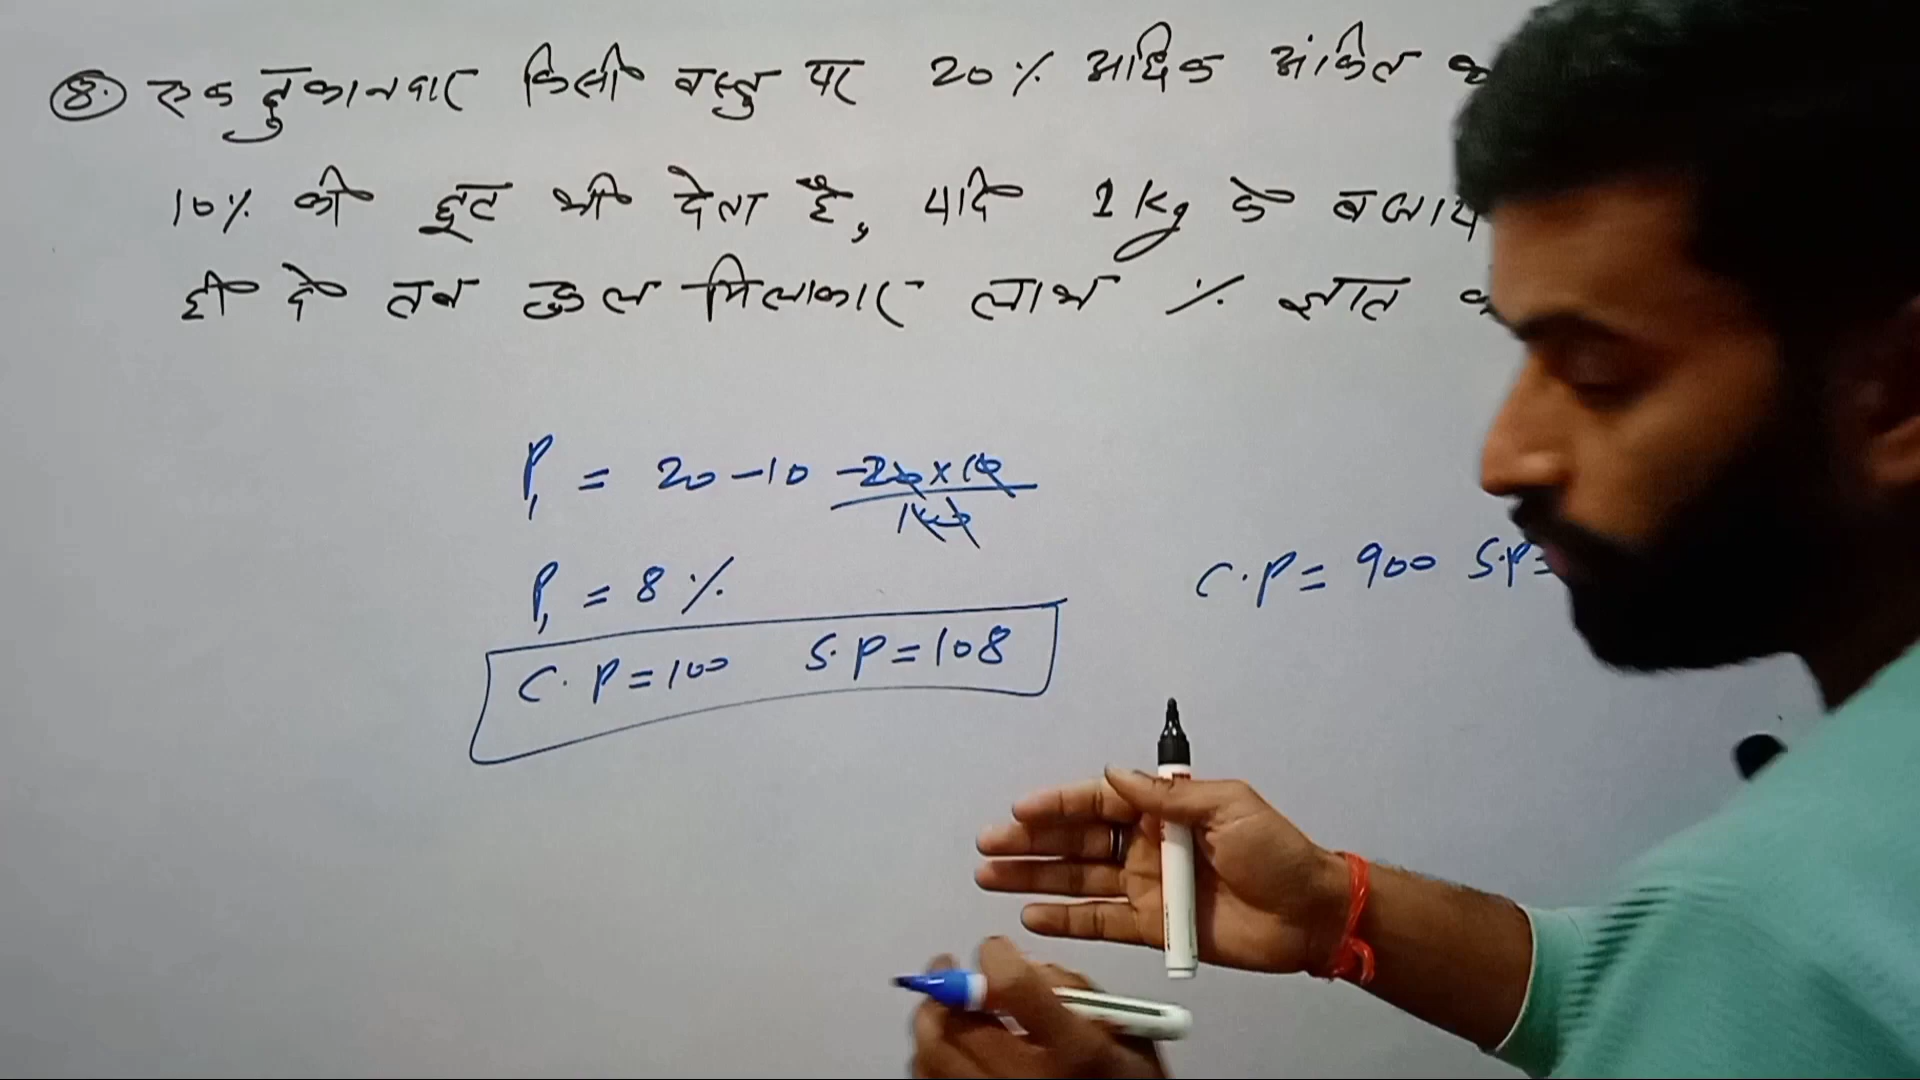 8. एक दुकानदार किसी वस्तु पर 20% अधिक अंकित
10% की छूट भी देता है, यदि 1 kg के बजाय
ही दे तब कुल मिलाकार लाभ % ज्ञात
P₁ = 20 - 10 - 20 × 10 / 100
P₁ = 8 %
C.P = 900 S.P =
C.P = 100 S.P = 108